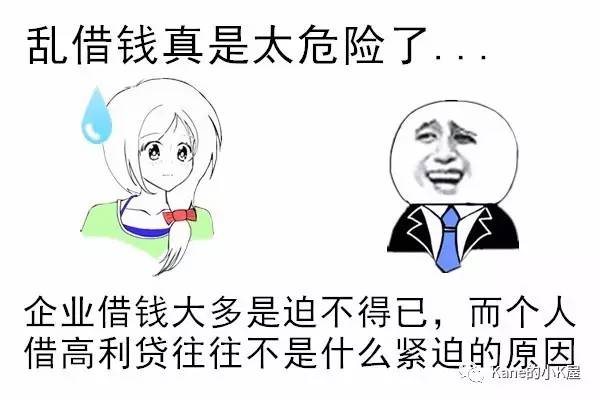 乱借钱真是太危险了...
企业借钱大多是迫不得已，而个人
借高利贷往往不是什么紧迫的原因
Kane的小K屋